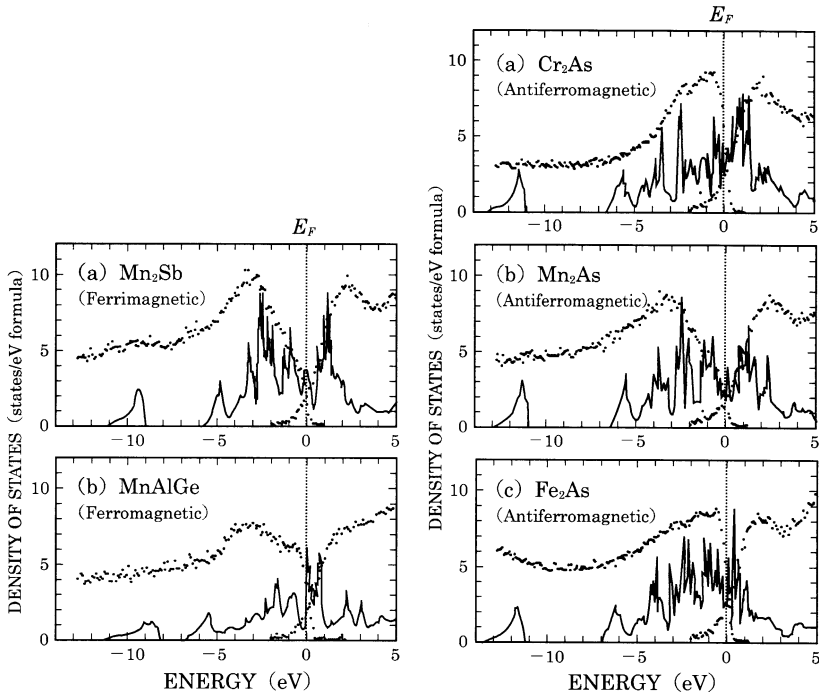 E_F
10
(a) Cr₂As
(Antiferromagnetic)
5
0
−10
−5
0
5
E_F
10
(a) Mn₂Sb
(Ferrimagnetic)
5
0
−10
−5
0
5
10
(b) Mn₂As
(Antiferromagnetic)
5
0
−10
−5
0
5
10
(b) MnAlGe
(Ferromagnetic)
5
0
−10
−5
0
5
10
(c) Fe₂As
(Antiferromagnetic)
5
0
−10
−5
0
5
DENSITY OF STATES (states/eV formula)
DENSITY OF STATES (states/eV formula)
ENERGY (eV)
ENERGY (eV)